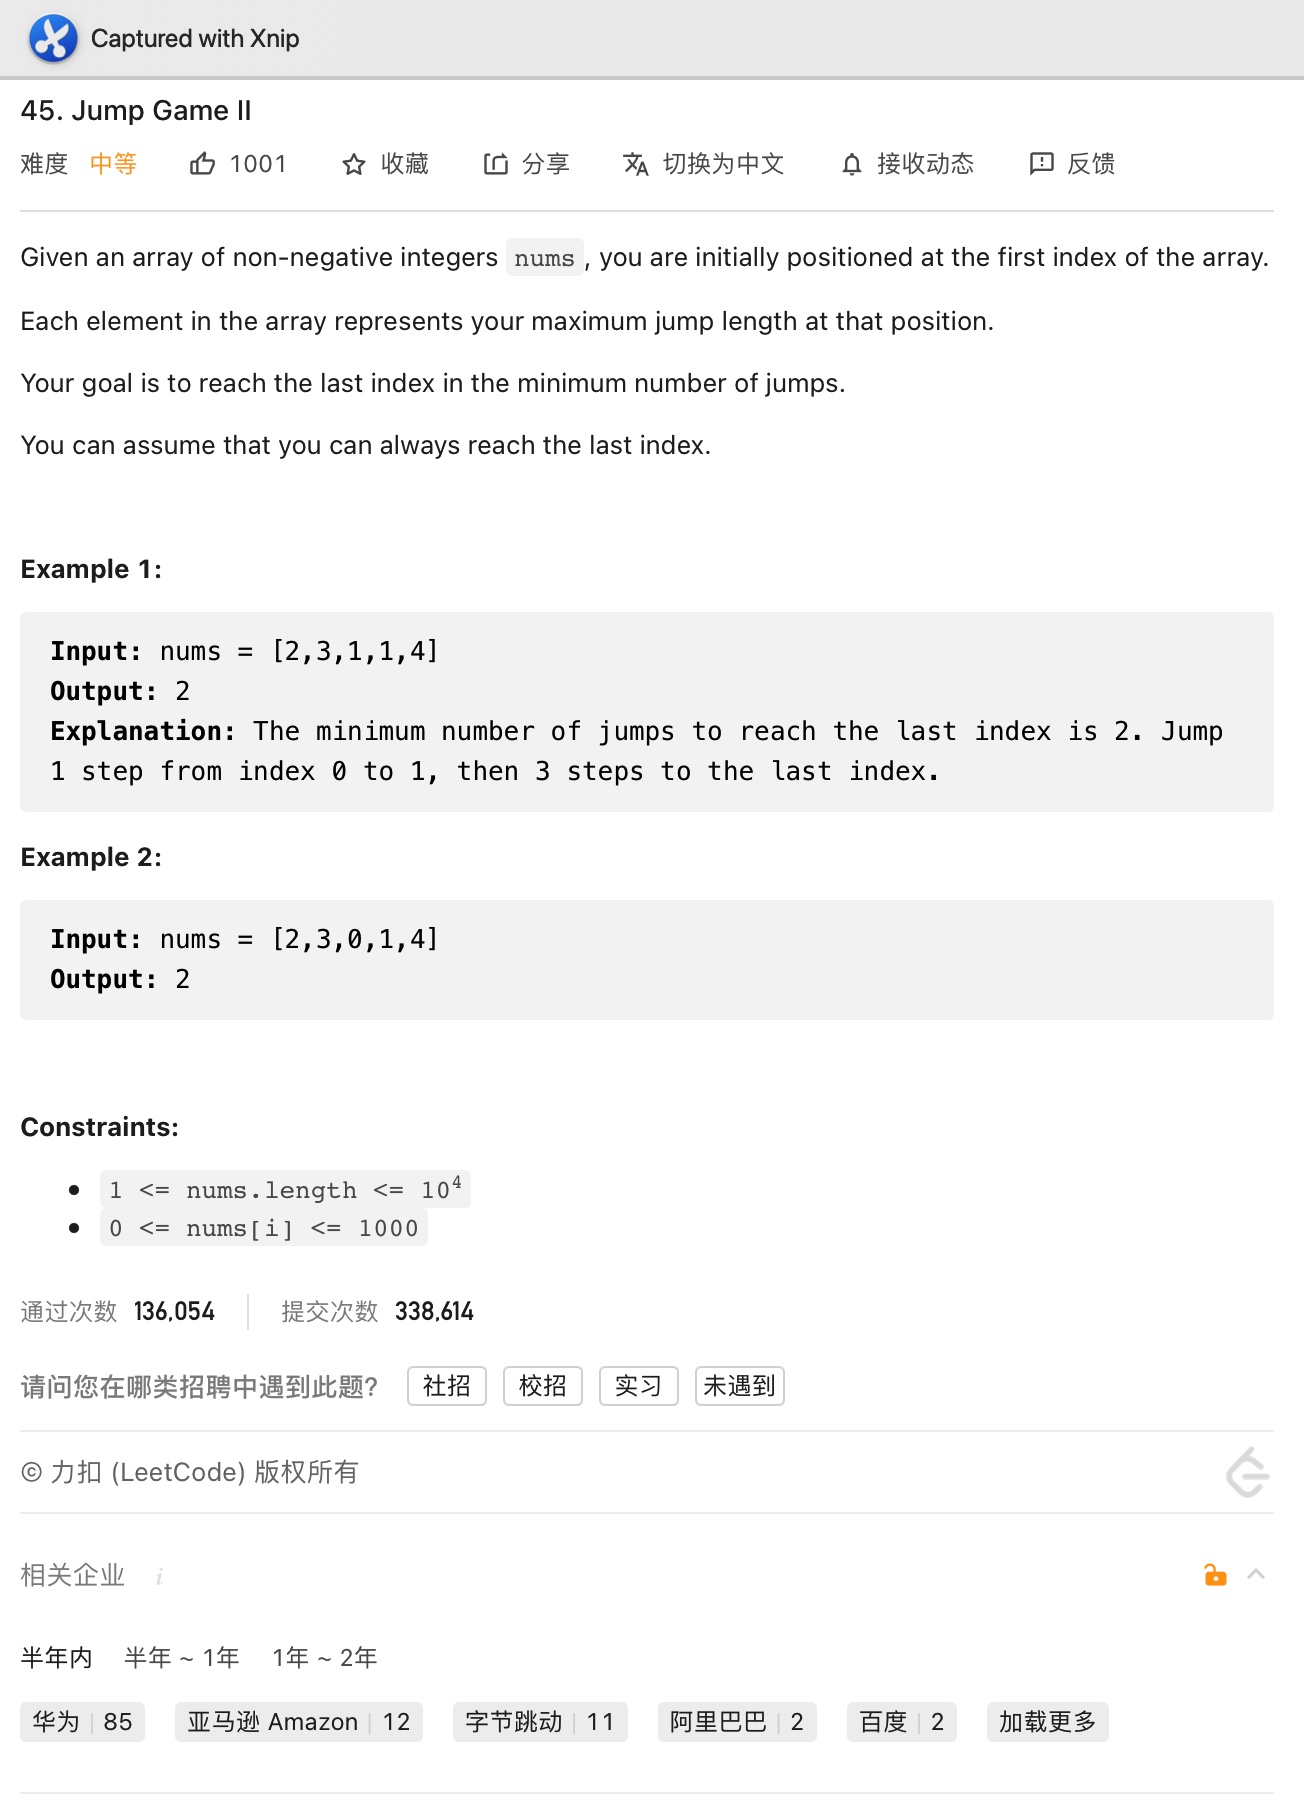 Captured with Xnip
45. Jump Game II
难度 中等 1001 收藏 分享 切换为中文 接收动态 反馈
Given an array of non-negative integers nums, you are initially positioned at the first index of the array.
Each element in the array represents your maximum jump length at that position.
Your goal is to reach the last index in the minimum number of jumps.
You can assume that you can always reach the last index.
Example 1:
Input: nums = [2,3,1,1,4]
Output: 2
Explanation: The minimum number of jumps to reach the last index is 2. Jump
1 step from index 0 to 1, then 3 steps to the last index.
Example 2:
Input: nums = [2,3,0,1,4]
Output: 2
Constraints:
1 <= nums.length <= 10⁴
0 <= nums[i] <= 1000
通过次数 136,054 提交次数 338,614
请问您在哪类招聘中遇到此题? 社招 校招 实习 未遇到
© 力扣 (LeetCode) 版权所有
相关企业 i
半年内 半年 ~ 1年 1年 ~ 2年
华为 | 85 亚马逊 Amazon | 12 字节跳动 | 11 阿里巴巴 | 2 百度 | 2 加载更多